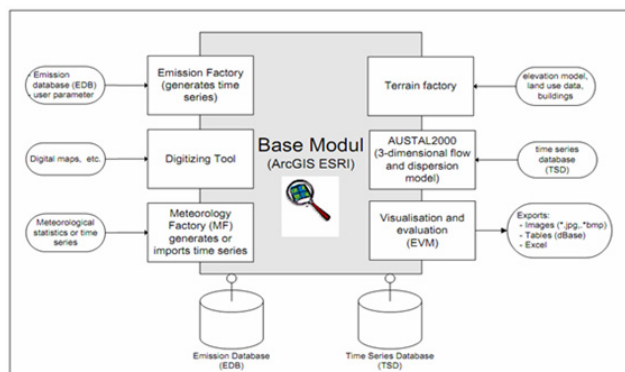 - Emission
database (EDB)
- user parameter
Emission Factory
(generates time
series)
Digital maps, etc.
Digitizing Tool
Meteorological
statistics or time
series
Meteorology
Factory (MF)
generates or
imports time series
Base Modul
(ArcGIS ESRI)
Terrain factory
elevation model,
land use data,
buildings
AUSTAL2000
(3-dimensional flow
and dispersion
model)
time series
database
(TSD)
Visualisation and
evaluation
(EVM)
Exports:
- Images (*.jpg,.*bmp)
- Tables (dBase)
- Excel
Emission Database
(EDB)
Time Series Database
(TSD)